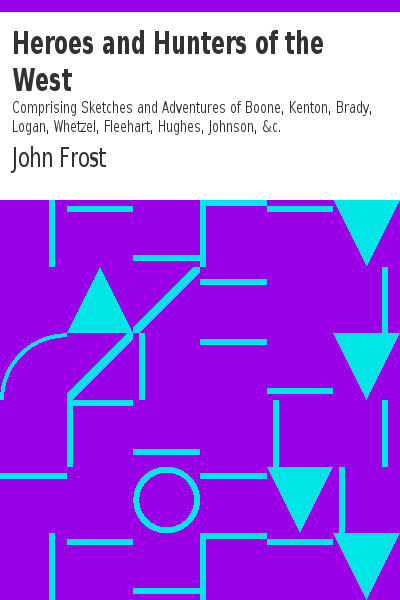 Heroes and Hunters of the
West
Comprising Sketches and Adventures of Boone, Kenton, Brady,
Logan, Whetzel, Fleehart, Hughes, Johnson, &c.
John Frost